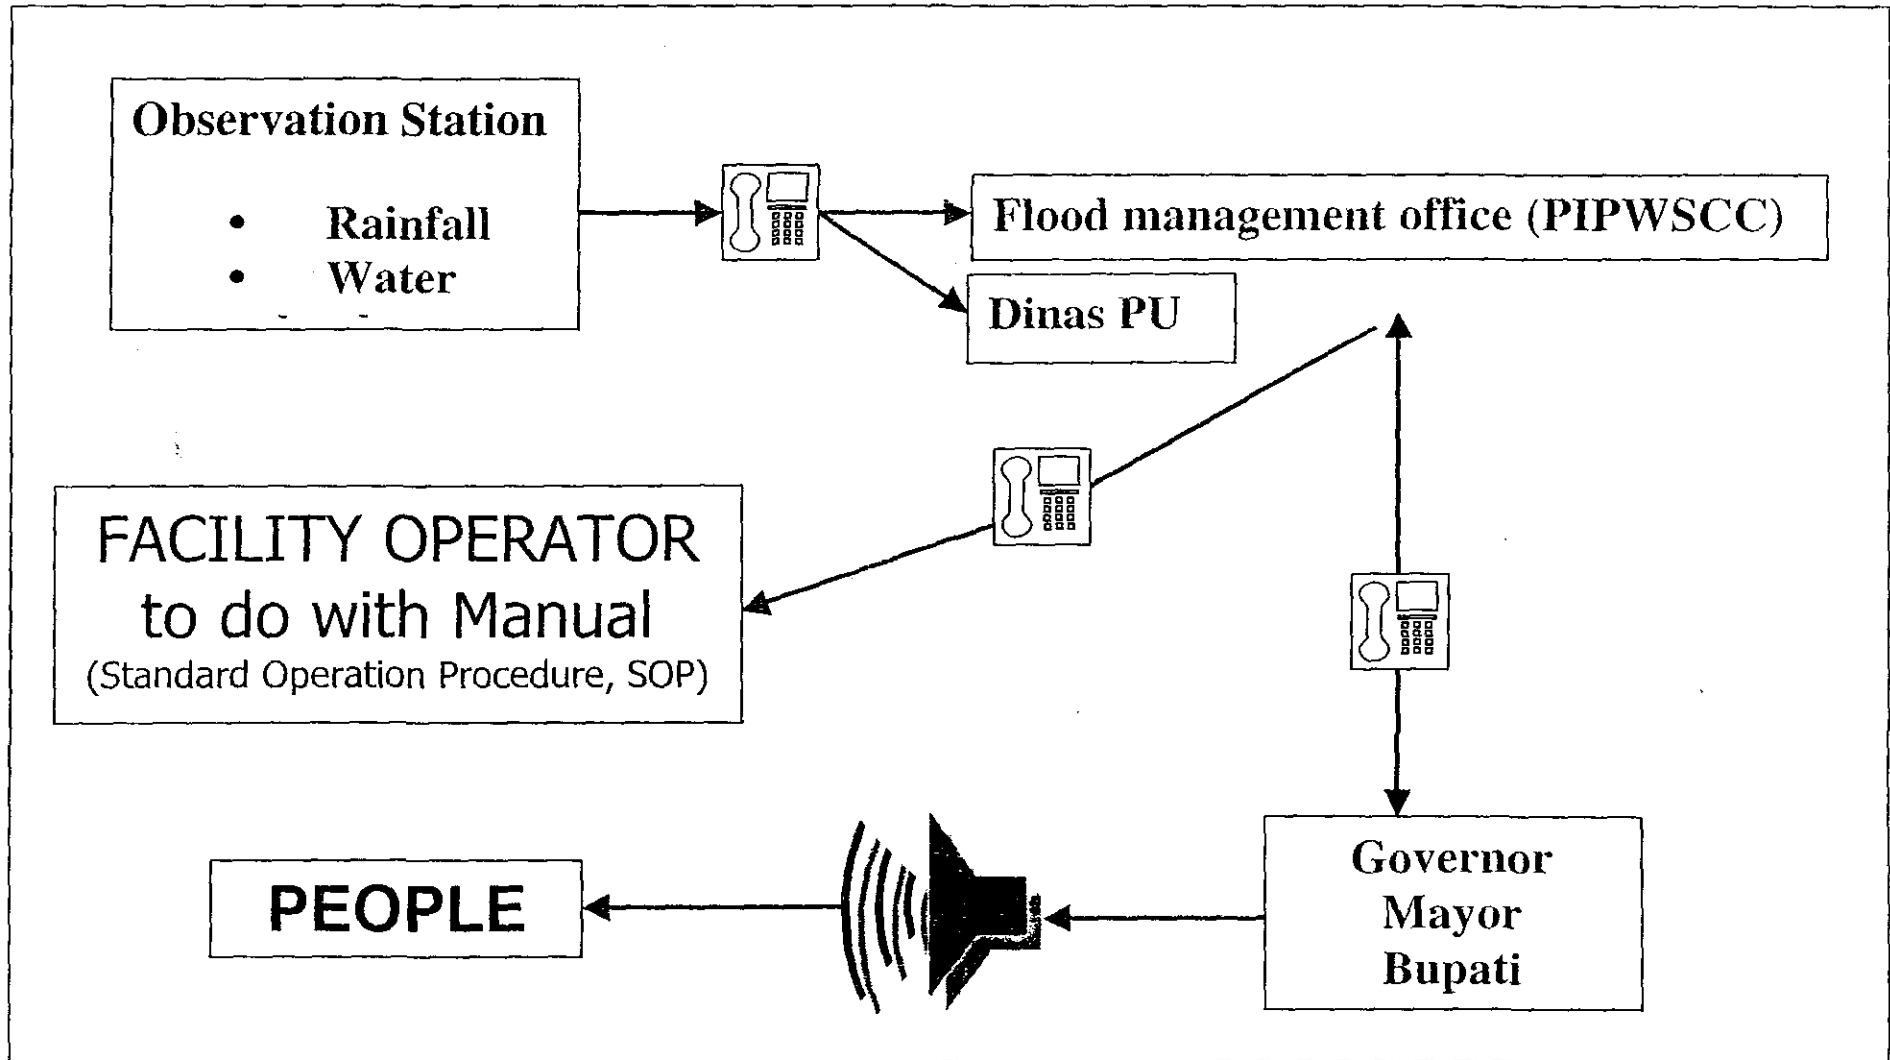 Observation Station
• Rainfall
• Water
Flood management office (PIPWSCC)
Dinas PU
FACILITY OPERATOR
to do with Manual
(Standard Operation Procedure, SOP)
Governor
Mayor
Bupati
PEOPLE